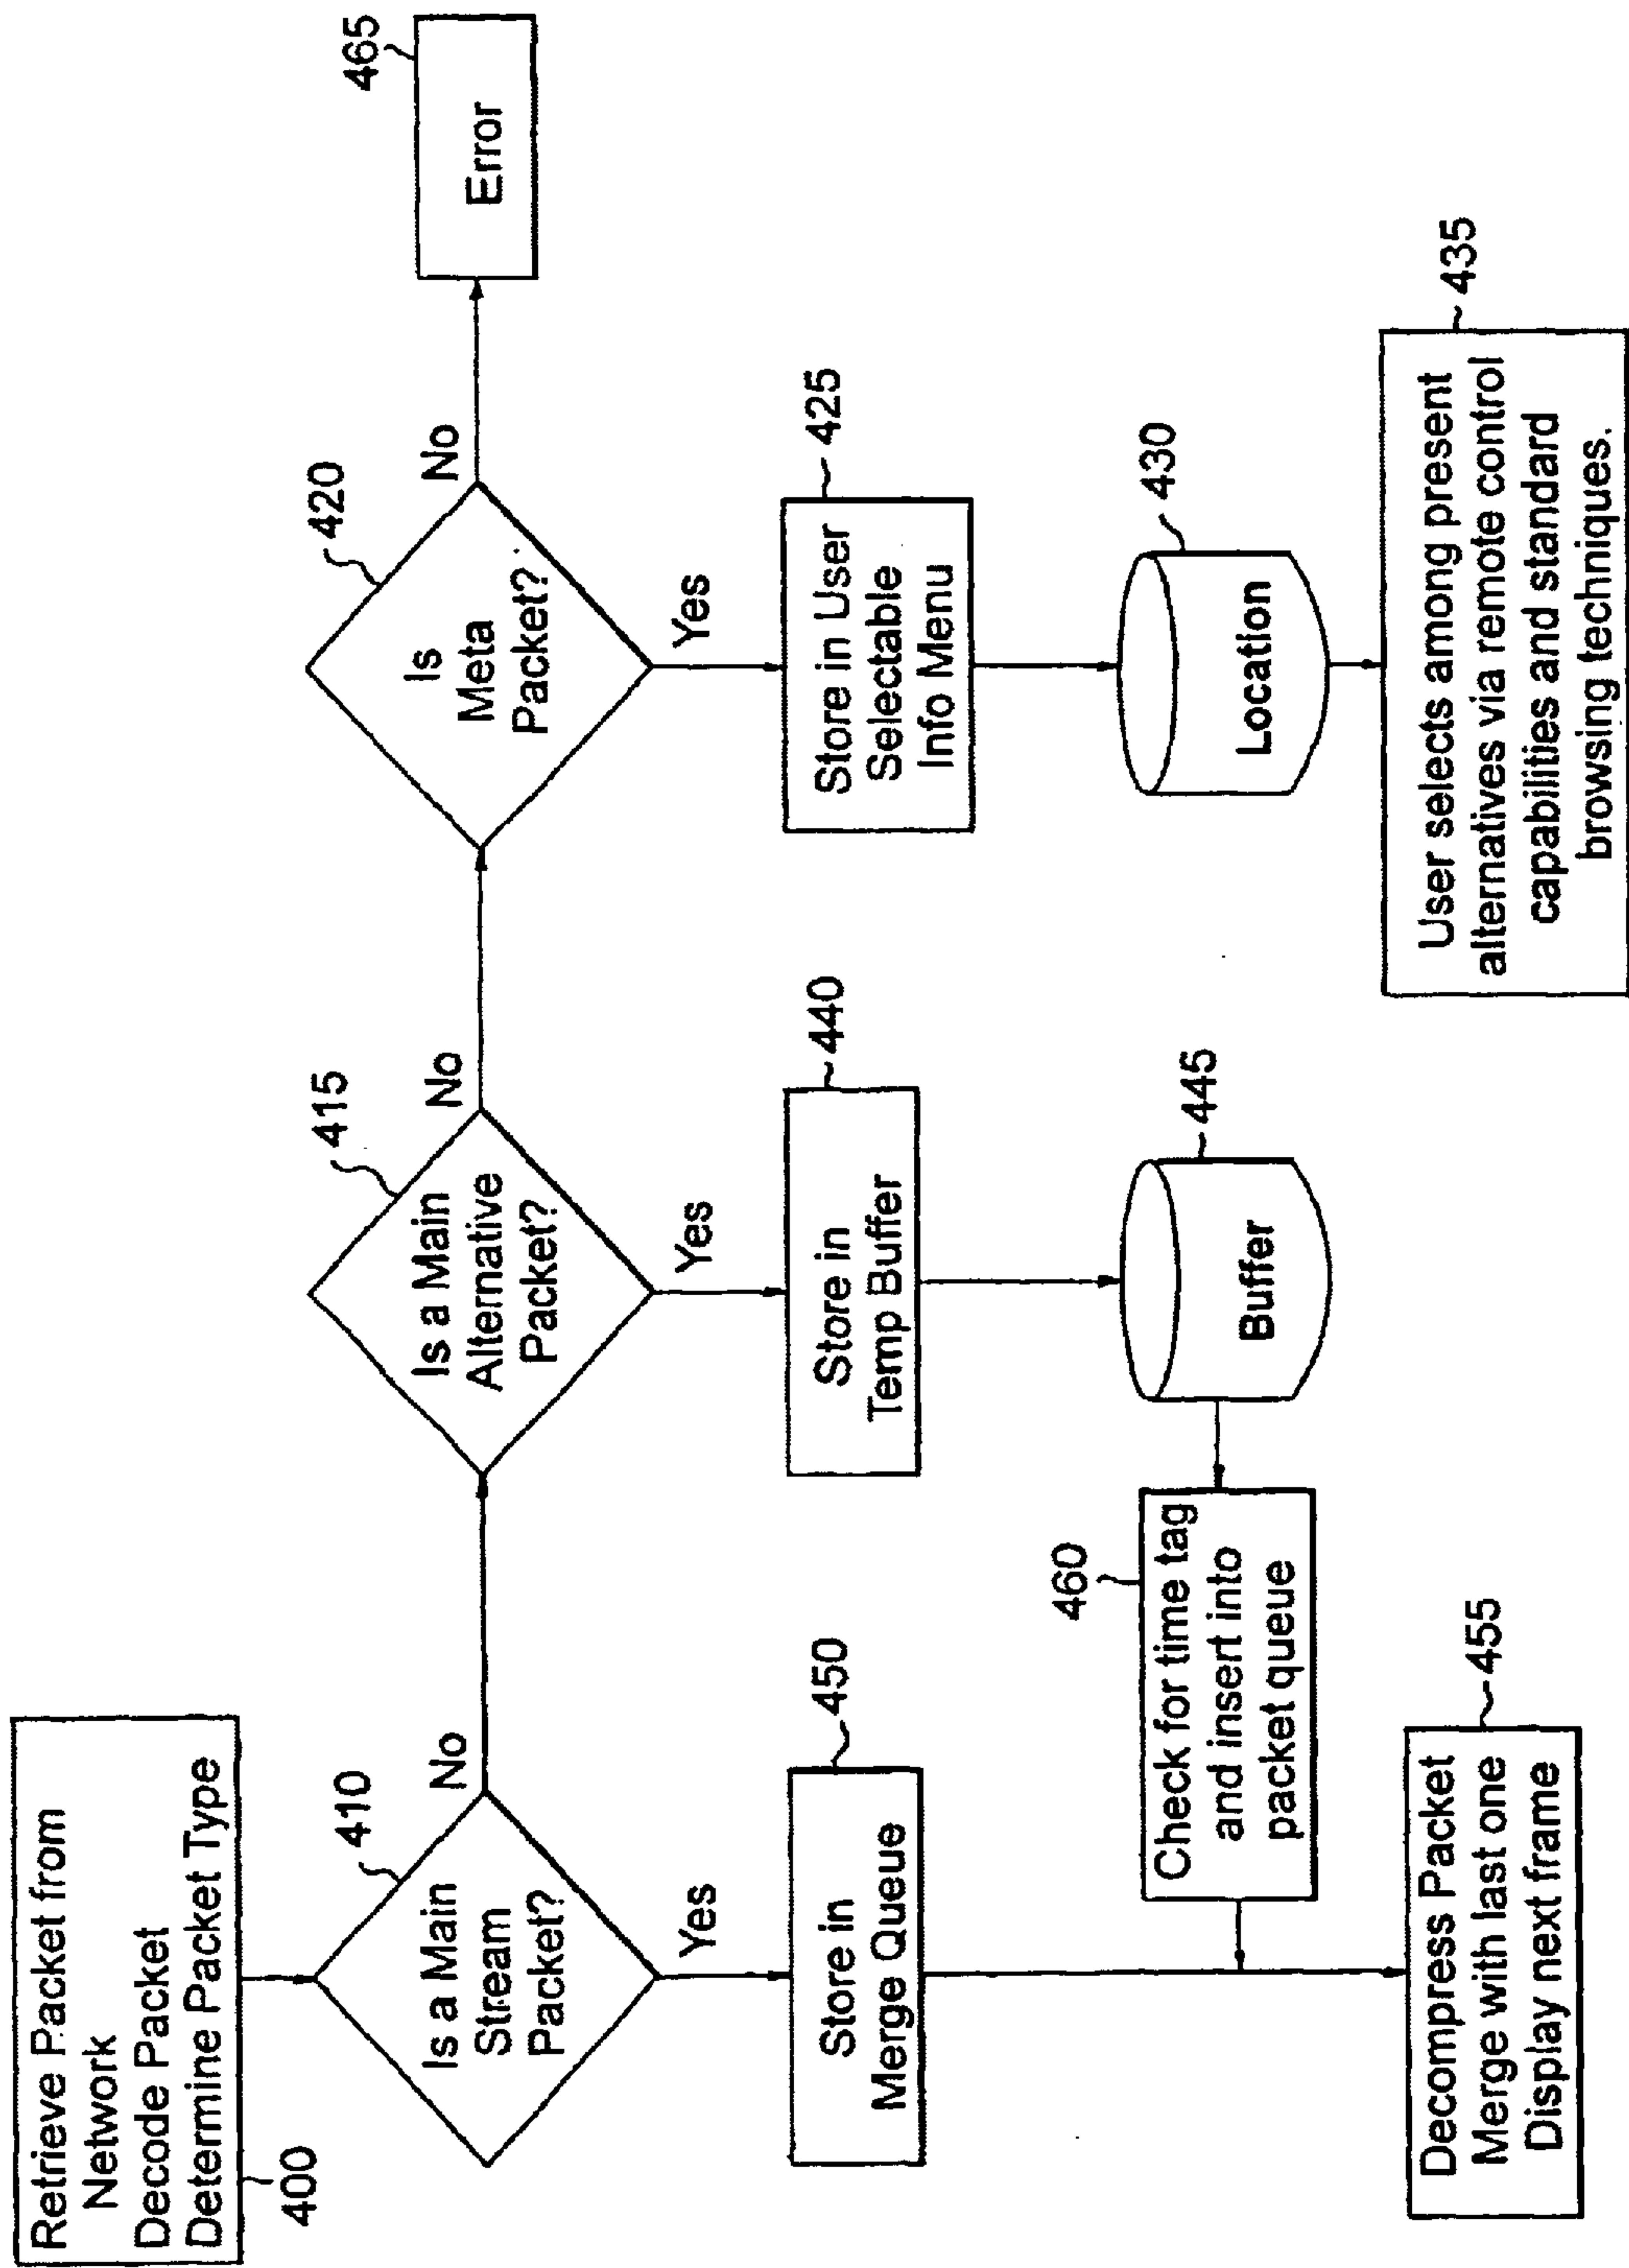 Retrieve Packet from
Network
Decode Packet
Determine Packet Type
400
Is a Main
Stream
Packet?
410
No
Yes
Is a Main
Alternative
Packet?
415
No
Yes
Is
Meta
Packet?
420
No
Yes
Error
465
Store in
Merge Queue
450
Store in
Temp Buffer
440
Store in User
Selectable
Info Menu
425
Buffer
445
Location
430
Check for time tag
and insert into
packet queue
460
Decompress Packet
Merge with last one
Display next frame
455
User selects among present
alternatives via remote control
capabilities and standard
browsing techniques.
435